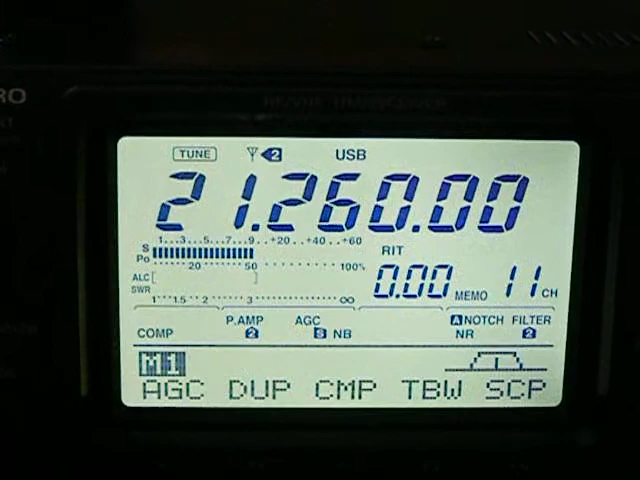 RO
TUNE 2 USB
21.260.00
1...3...5...7...9..+20..+40..+60
S
Po
20 50 100%
RIT
0.00 MEMO 11 CH
ALC
SWR
1 1.5 2 3 ∞
COMP P.AMP 2 AGC S NB A NOTCH NR FILTER 2
M1
AGC DUP CMP TBW SCP